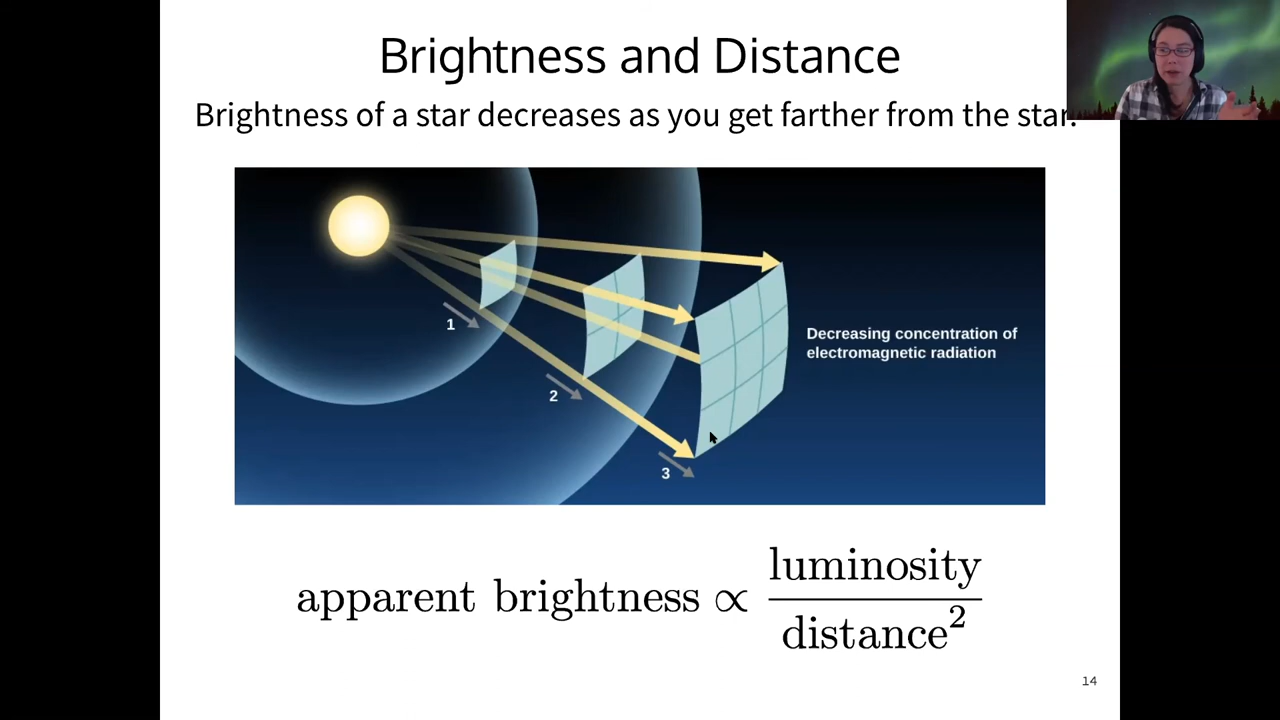 Brightness and Distance
Brightness of a star decreases as you get farther from the star.
1
2
3
Decreasing concentration of
electromagnetic radiation
apparent brightness ∝ luminosity / distance²
14